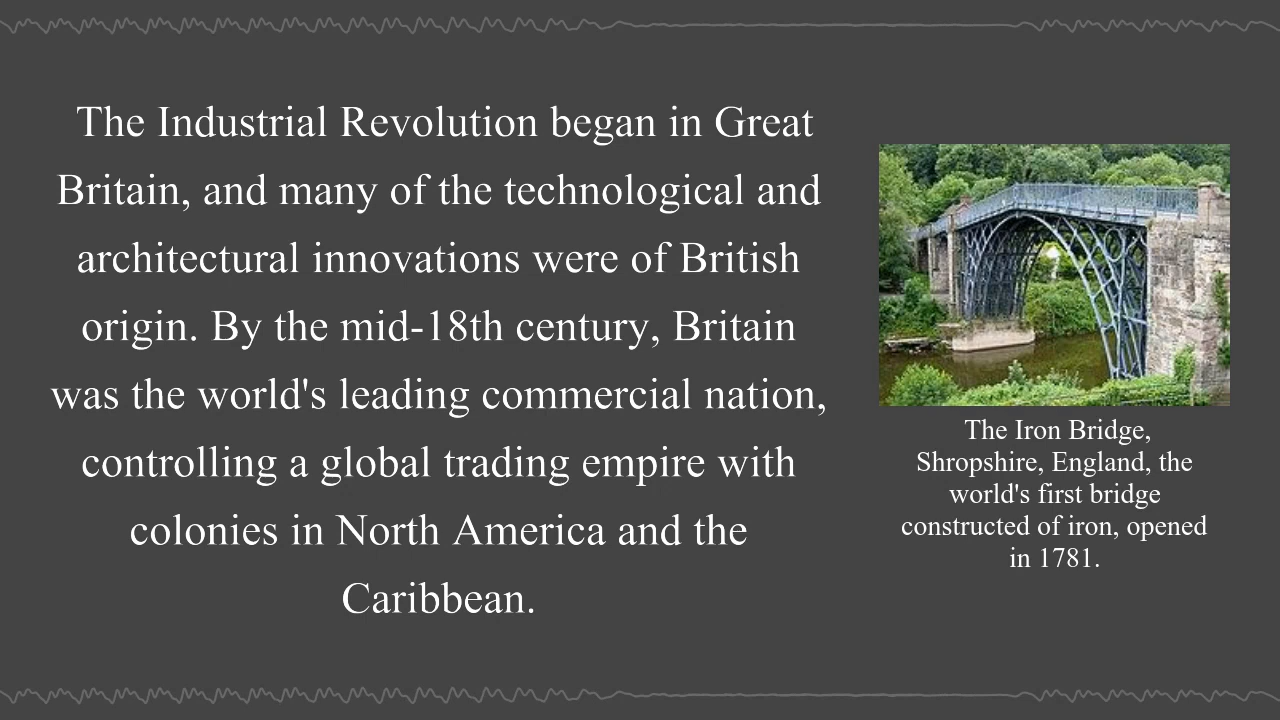 The Industrial Revolution began in Great
Britain, and many of the technological and
architectural innovations were of British
origin. By the mid-18th century, Britain
was the world's leading commercial nation,
controlling a global trading empire with
colonies in North America and the
Caribbean.
The Iron Bridge,
Shropshire, England, the
world's first bridge
constructed of iron, opened
in 1781.